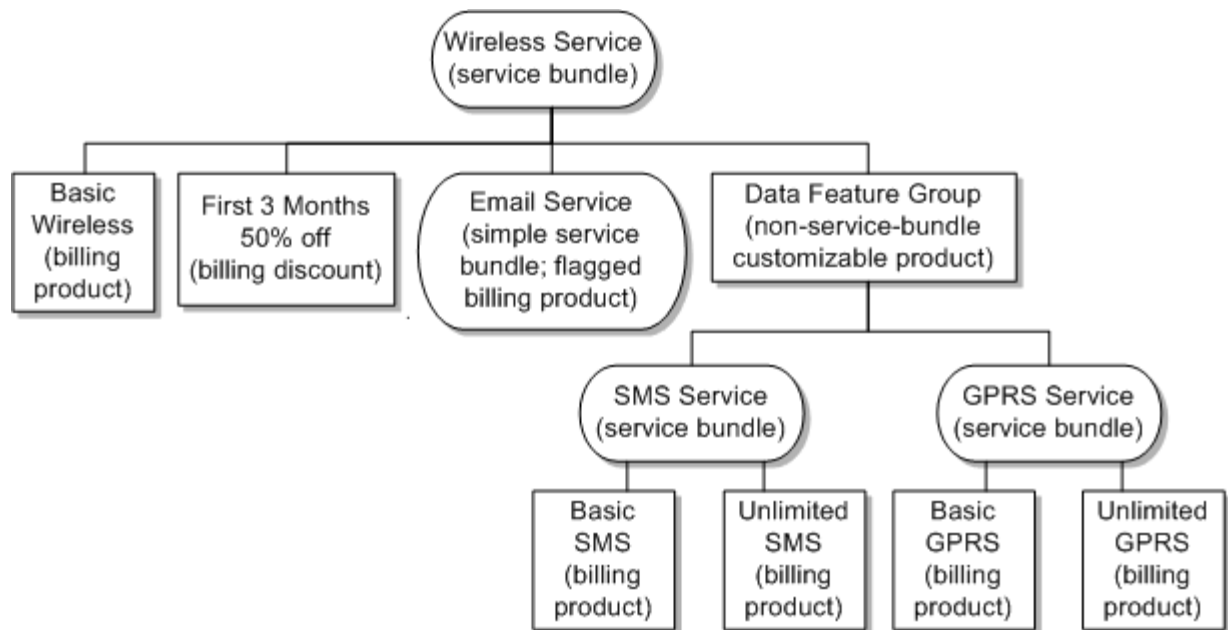 Wireless Service
(service bundle)
Basic
Wireless
(billing
product)
First 3 Months
50% off
(billing discount)
Email Service
(simple service
bundle; flagged
billing product)
Data Feature Group
(non-service-bundle
customizable product)
SMS Service
(service bundle)
GPRS Service
(service bundle)
Basic
SMS
(billing
product)
Unlimited
SMS
(billing
product)
Basic
GPRS
(billing
product)
Unlimited
GPRS
(billing
product)